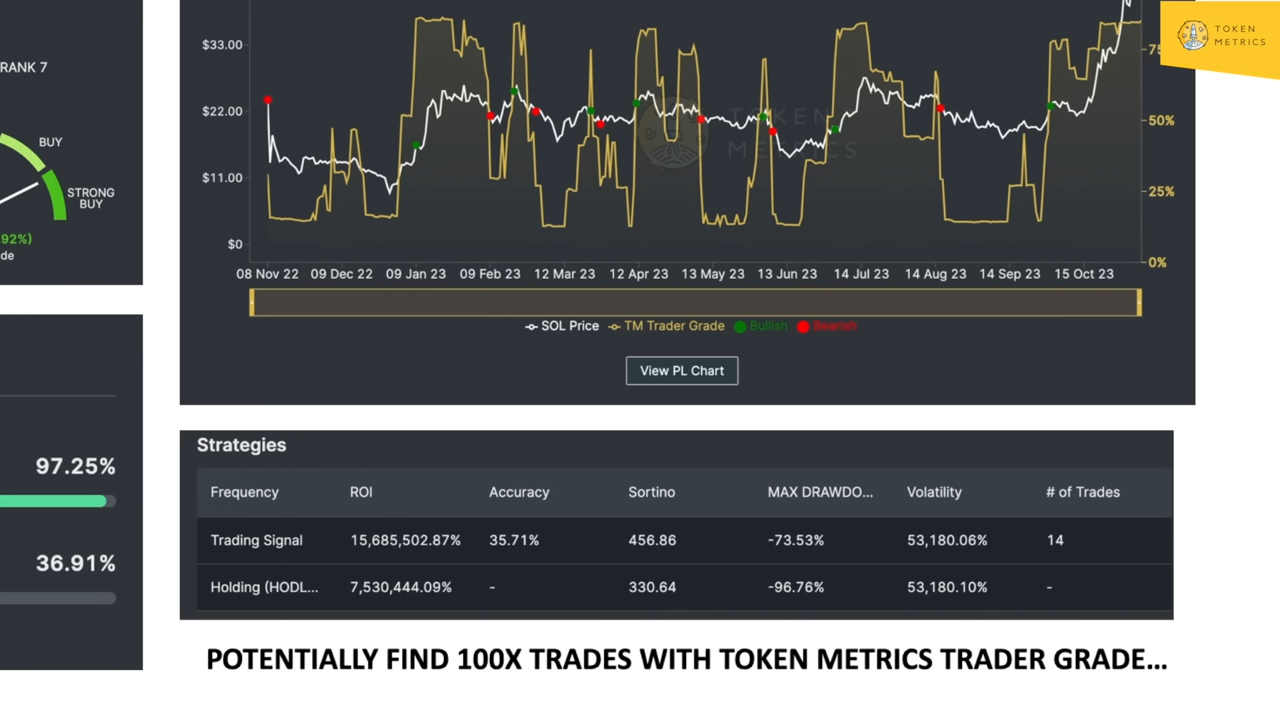 TOKEN
METRICS
RANK 7
BUY
STRONG
BUY
92%)
de
97.25%
36.91%
$33.00
$22.00
$11.00
$0
75
50%
25%
0%
TOKEN
METRICS
08 Nov 22 09 Dec 22 09 Jan 23 09 Feb 23 12 Mar 23 12 Apr 23 13 May 23 13 Jun 23 14 Jul 23 14 Aug 23 14 Sep 23 15 Oct 23
SOL Price TM Trader Grade Bullish Bearish
View PL Chart
Strategies
Frequency ROI Accuracy Sortino MAX DRAWDO... Volatility # of Trades
Trading Signal 15,685,502.87% 35.71% 456.86 -73.53% 53,180.06% 14
Holding (HODL... 7,530,444.09% - 330.64 -96.76% 53,180.10% -
POTENTIALLY FIND 100X TRADES WITH TOKEN METRICS TRADER GRADE...